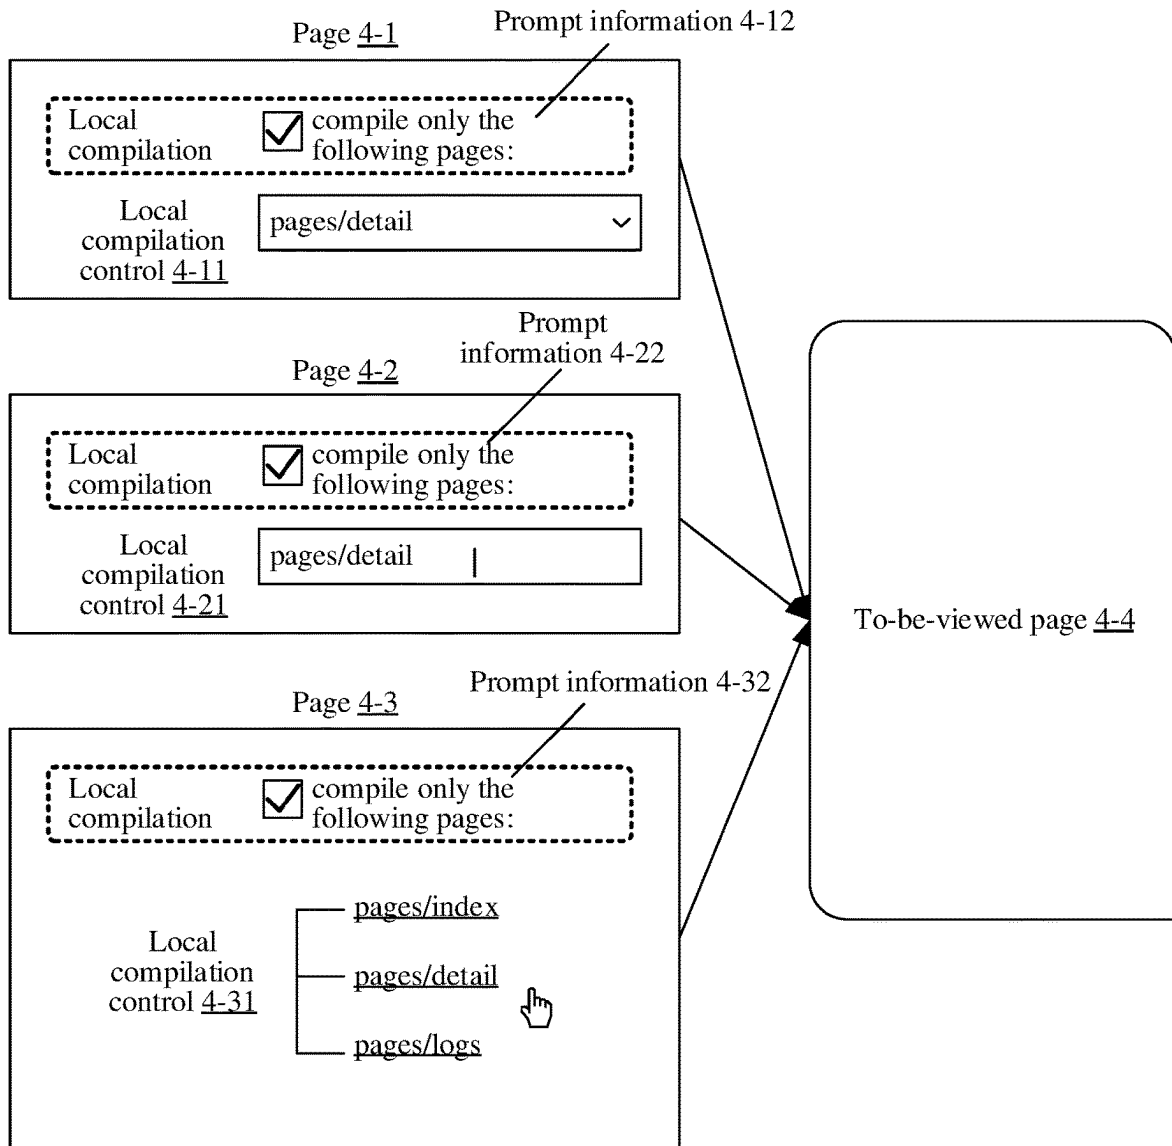 Prompt information 4-12
Page 4-1
Local
compilation
compile only the
following pages:
Local
compilation
control 4-11
pages/detail
Prompt
information 4-22
Page 4-2
Local
compilation
compile only the
following pages:
Local
compilation
control 4-21
pages/detail
To-be-viewed page 4-4
Prompt information 4-32
Page 4-3
Local
compilation
compile only the
following pages:
Local
compilation
control 4-31
pages/index
pages/detail
pages/logs